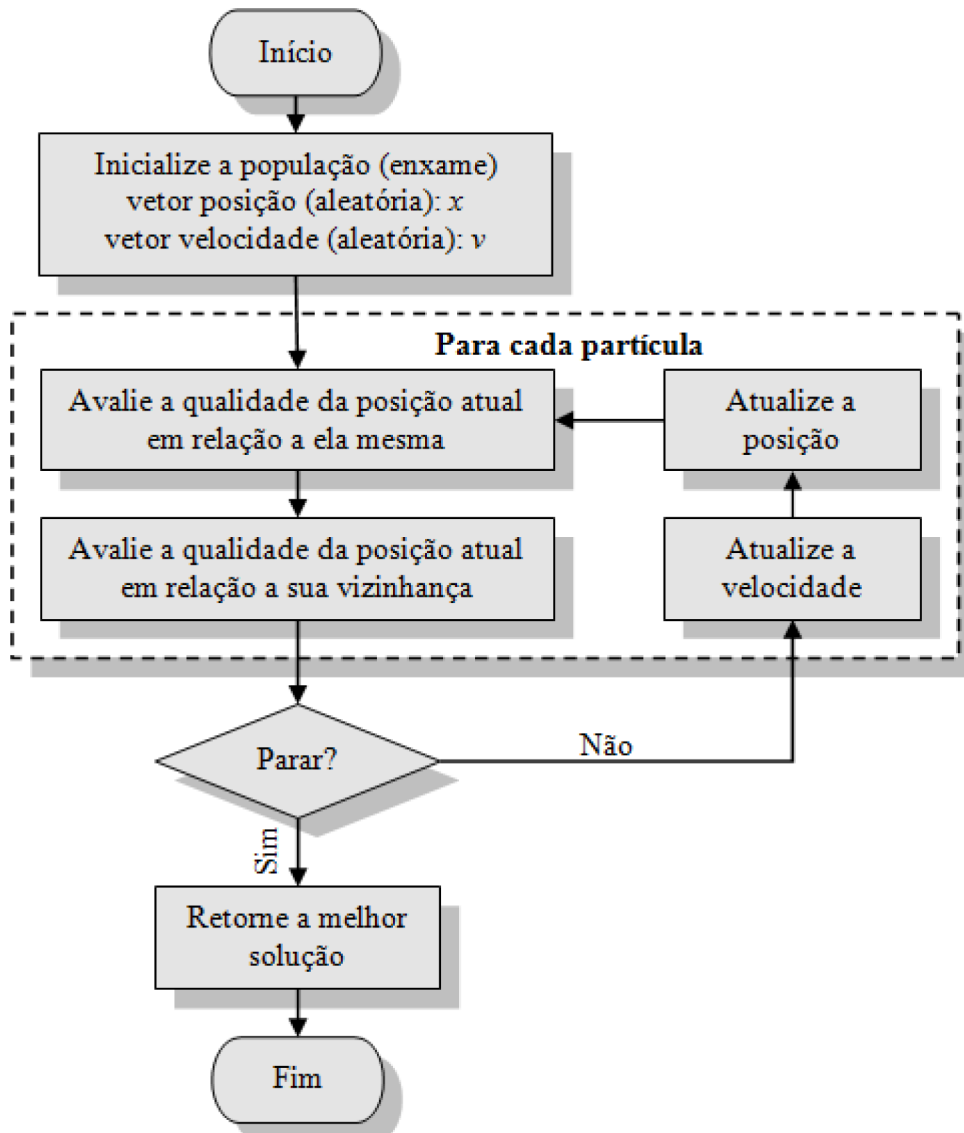 Início
Inicialize a população (enxame)
vetor posição (aleatória): x
vetor velocidade (aleatória): v
Para cada partícula
Avalie a qualidade da posição atual
em relação a ela mesma
Atualize a
posição
Avalie a qualidade da posição atual
em relação a sua vizinhança
Atualize a
velocidade
Parar?
Não
Sim
Retorne a melhor
solução
Fim